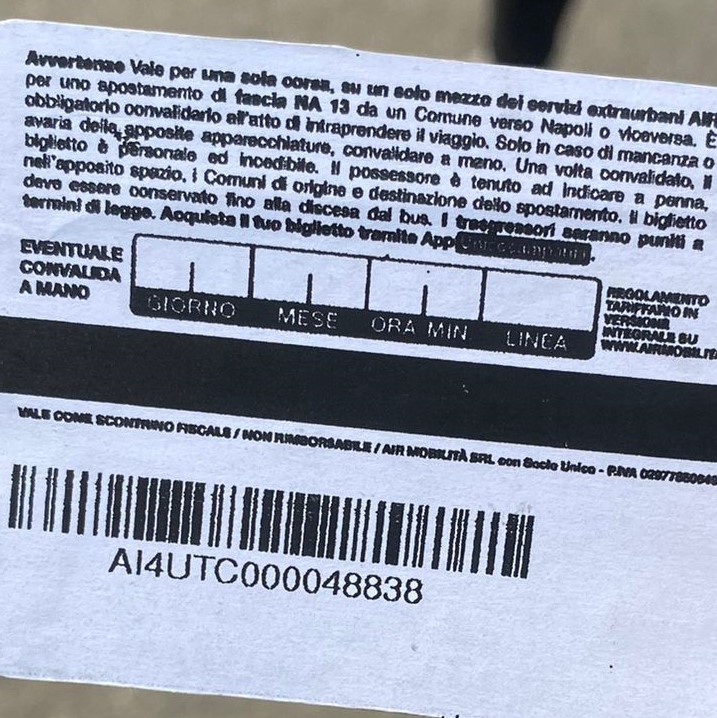 Avvertenze Vale per una sola corsa, su un solo mezzo dei servizi extraurbani AIR
per uno spostamento di fascia NA 13 da un Comune verso Napoli o viceversa. È
obbligatorio convalidarlo all'atto di intraprendere il viaggio. Solo in caso di mancanza o
avaria delle apposite apparecchiature, convalidare a mano. Una volta convalidato, il
biglietto è personale ed incedibile. Il possessore è tenuto ad indicare a penna,
nell'apposito spazio, i Comuni di origine e destinazione dello spostamento. Il biglietto
deve essere conservato fino alla discesa dal bus. I trasgressori saranno puniti a
termini di legge. Acquista il tuo biglietto tramite App .
EVENTUALE
CONVALIDA
A MANO
GIORNO MESE ORA MIN LINEA
REGOLAMENTO
TARIFFARIO IN
VERSIONE
INTEGRALE SU
WWW.AIRMOBILITA
VALE COME SCONTRINO FISCALE / NON RIMBORSABILE / AIR MOBILITÀ SRL con Socio Unico - P.IVA
AI4UTC000048838